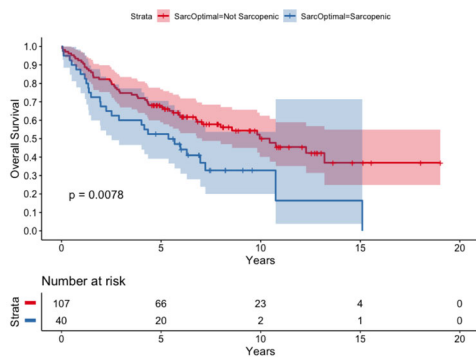 Strata SarcOptimal=Not Sarcopenic SarcOptimal=Sarcopenic
1.0
0.9
0.8
0.7
0.6
0.5
0.4
0.3
0.2
0.1
0.0
Overall Survival
p = 0.0078
0 5 10 15 20
Years
Number at risk
Strata
107 66 23 4 0
40 20 2 1 0
0 5 10 15 20
Years